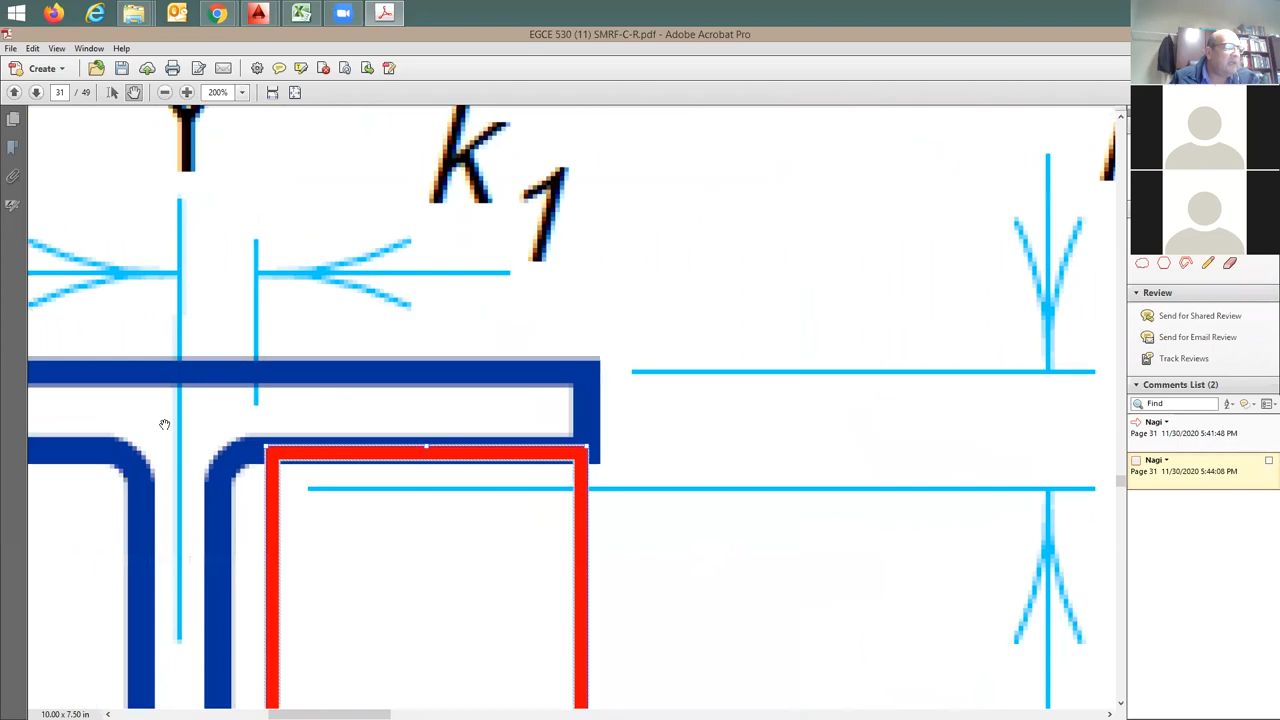 EGCE 530 (11) SMRF-C-R.pdf - Adobe Acrobat Pro
File Edit View Window Help
Create
31 / 49 200%
k1
Review
Send for Shared Review
Send for Email Review
Track Reviews
Comments List (2)
Find
Nagi
Page 31 11/30/2020 5:41:48 PM
Nagi
Page 31 11/30/2020 5:44:08 PM
10.00 x 7.50 in